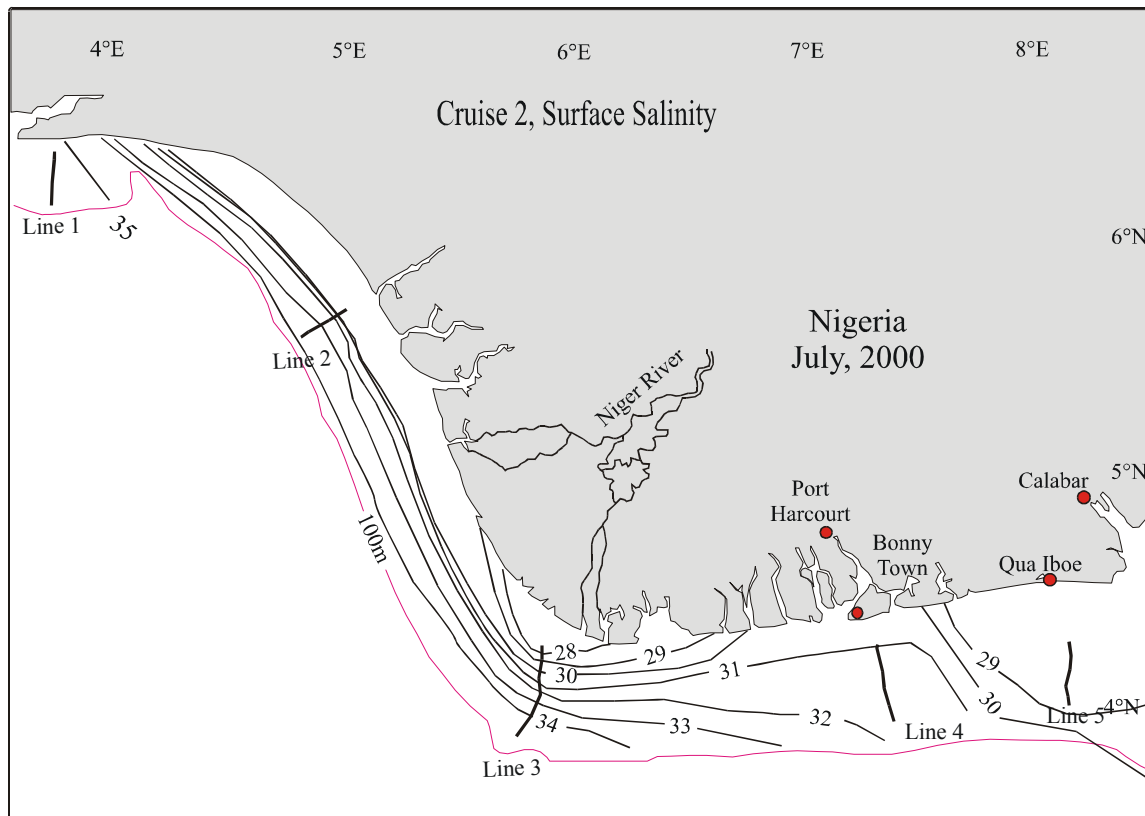 4°E 5°E 6°E 7°E 8°E
Cruise 2, Surface Salinity
Line 1
35
6°N
Nigeria
July, 2000
Line 2
Niger River
5°N
Calabar
Port
Harcourt
100m
Bonny
Town
Qua Iboe
28
29
29
30
31
30
32
33
34
4°N
Line 5
Line 4
Line 3